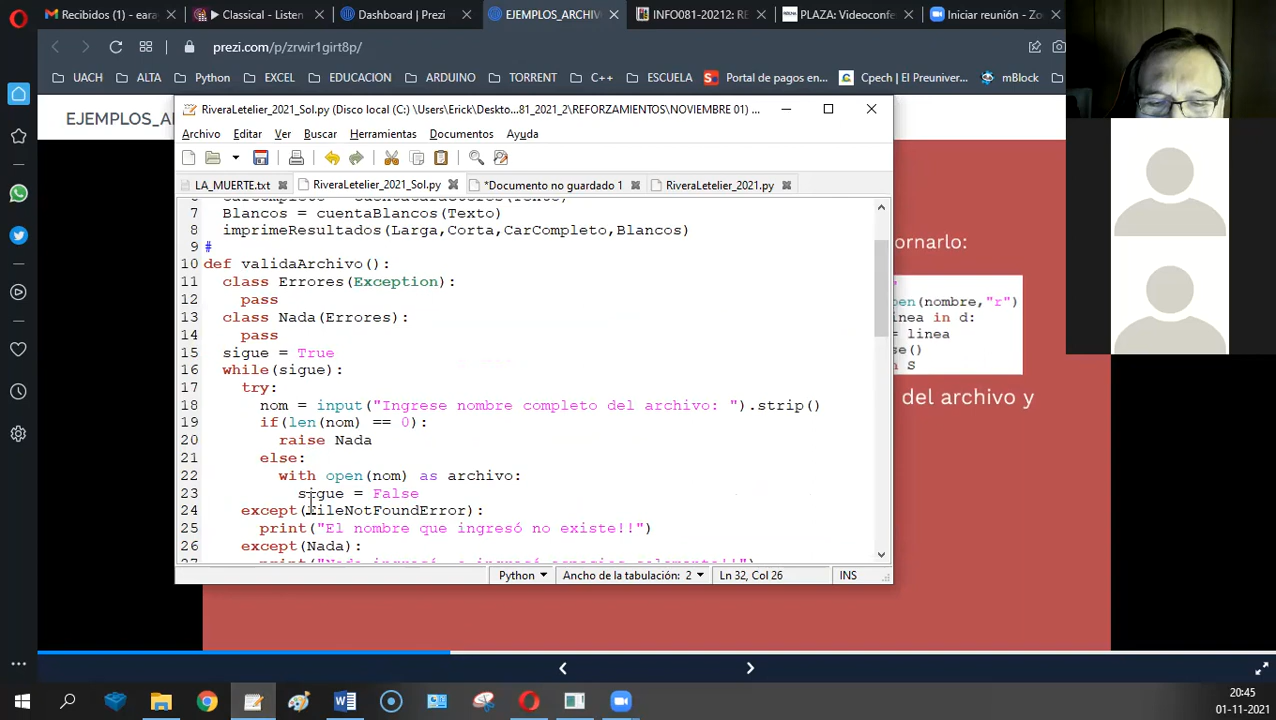 Recibidos (1) - eara
Classical - Listen
Dashboard | Prezi
EJEMPLOS_ARCHIV
INFO081-20212: RE
PLAZA: Videoconfe
Iniciar reunión - Zo
prezi.com/p/zrwir1girt8p/
UACH
ALTA
Python
EXCEL
EDUCACION
ARDUINO
TORRENT
C++
ESCUELA
Portal de pagos en...
Cpech | El Preuniver...
mBlock
EJEMPLOS_A
RiveraLetelier_2021_Sol.py (Disco local (C:) \Users\Erick\Deskto...81_2021_2\REFORZAMIENTOS\NOVIEMBRE 01) ...
Archivo Editar Ver Buscar Herramientas Documentos Ayuda
LA_MUERTE.txt
RiveraLetelier_2021_Sol.py
*Documento no guardado 1
RiveraLetelier_2021.py
7 Blancos = cuentaBlancos(Texto)
8 imprimeResultados(Larga,Corta,CarCompleto,Blancos)
9 #
10 def validaArchivo():
11 class Errores(Exception):
12 pass
13 class Nada(Errores):
14 pass
15 sigue = True
16 while(sigue):
17 try:
18 nom = input("Ingrese nombre completo del archivo: ").strip()
19 if(len(nom) == 0):
20 raise Nada
21 else:
22 with open(nom) as archivo:
23 sigue = False
24 except(FileNotFoundError):
25 print("El nombre que ingresó no existe!!")
26 except(Nada):
Python
Ancho de la tabulación: 2
Ln 32, Col 26
INS
ornarlo:
pen(nombre,"r")
inea in d:
= linea
se()
n S
del archivo y
20:45
01-11-2021